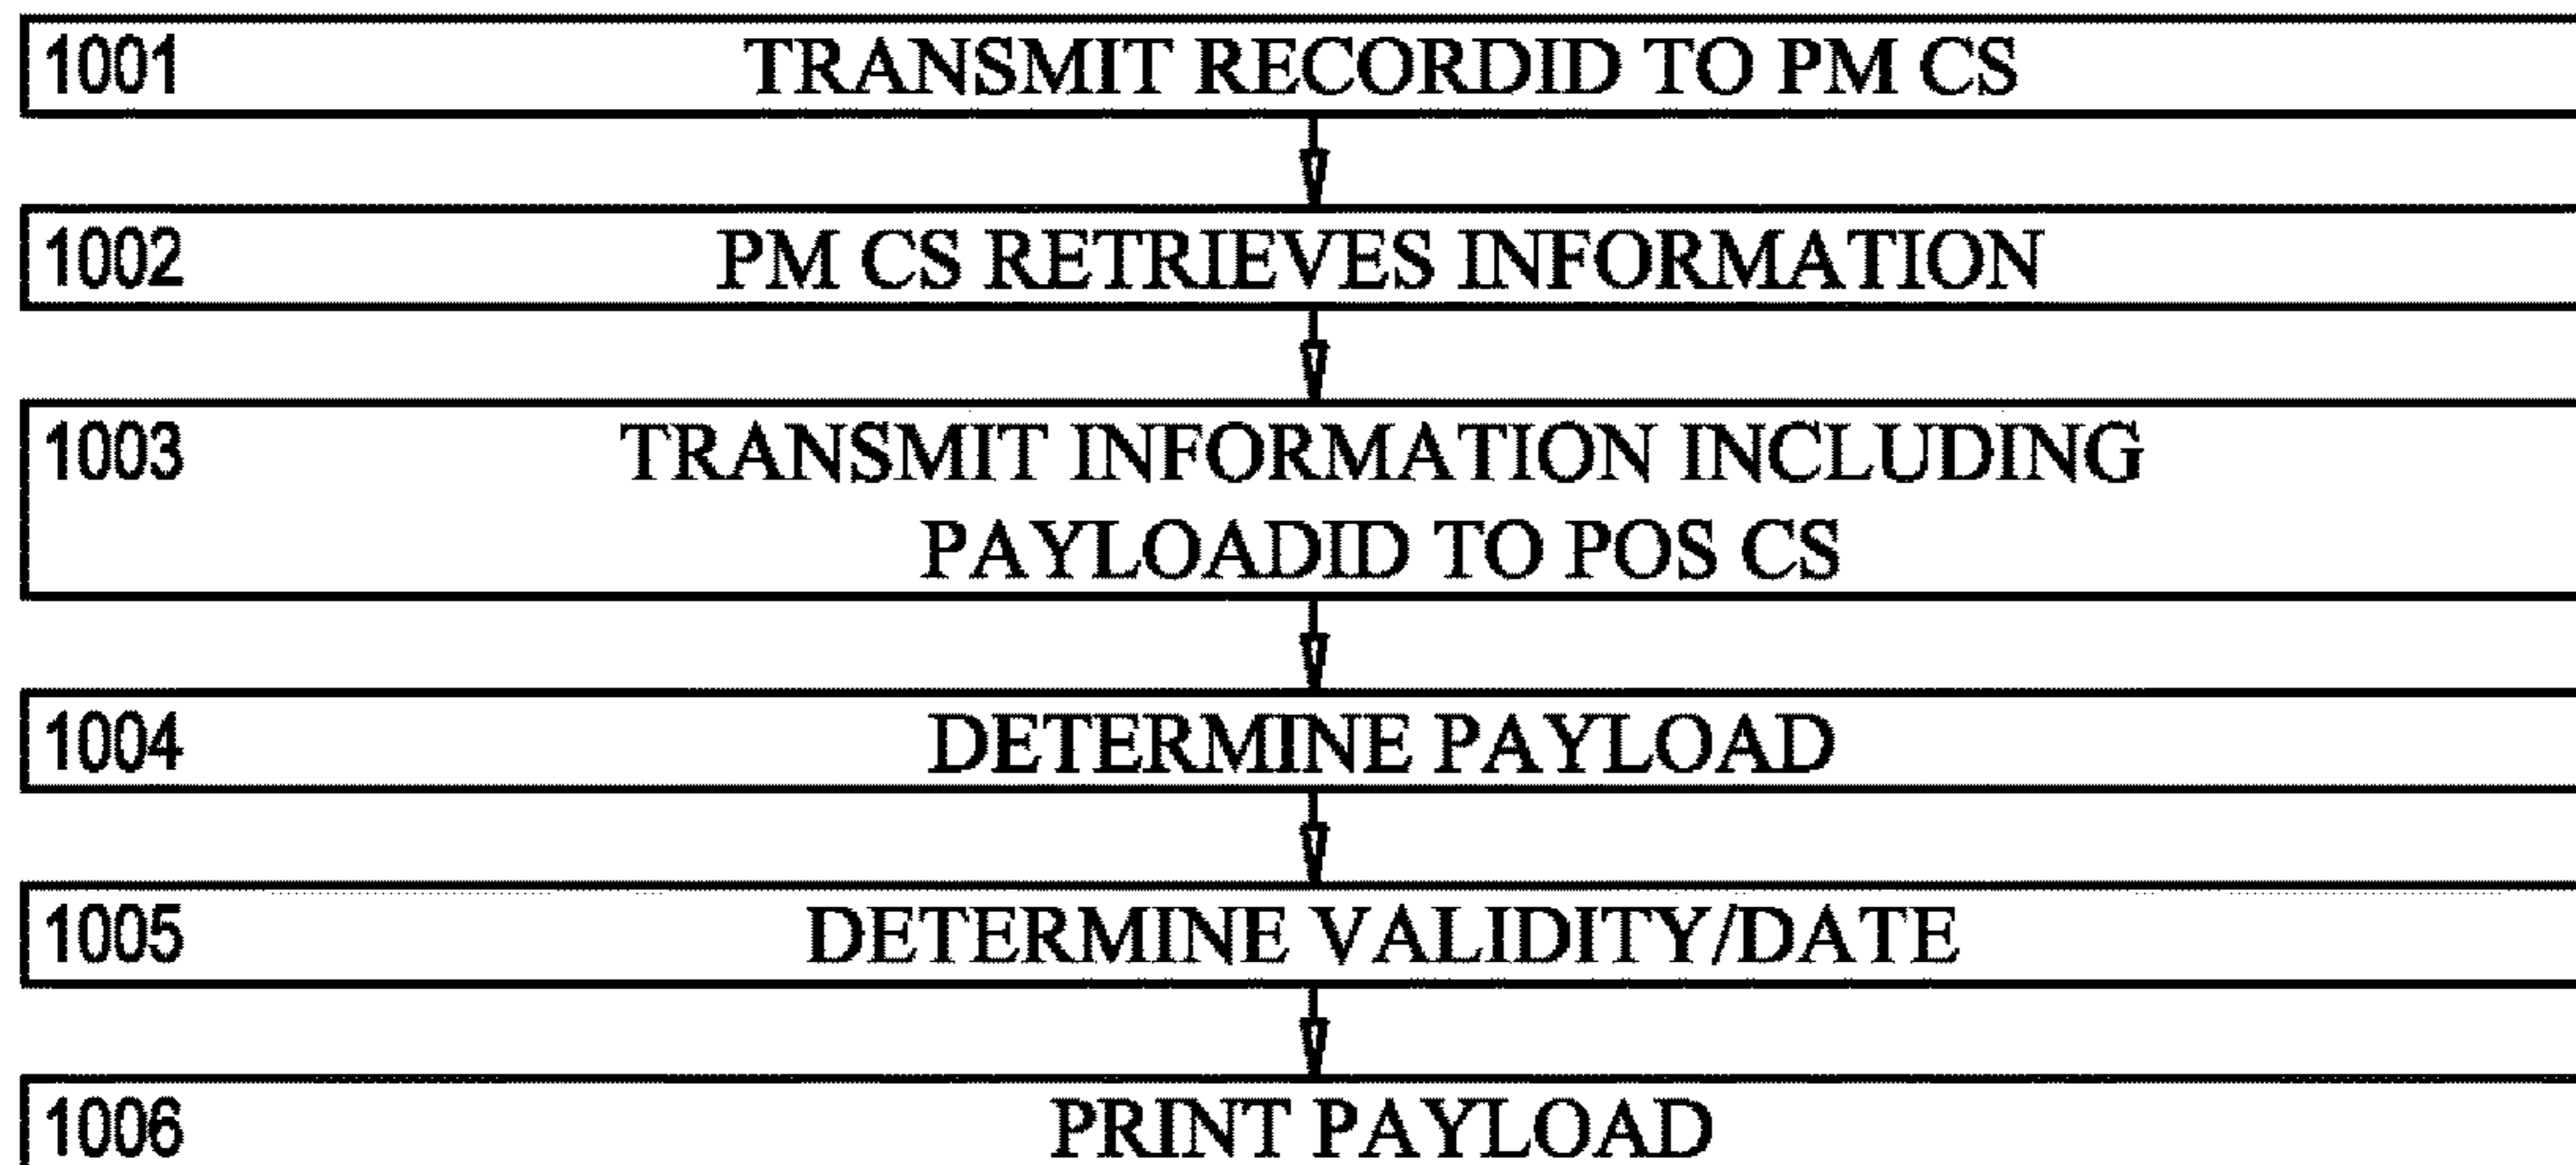 1001 TRANSMIT RECORDID TO PM CS
1002 PM CS RETRIEVES INFORMATION
1003 TRANSMIT INFORMATION INCLUDING
PAYLOADID TO POS CS
1004 DETERMINE PAYLOAD
1005 DETERMINE VALIDITY/DATE
1006 PRINT PAYLOAD